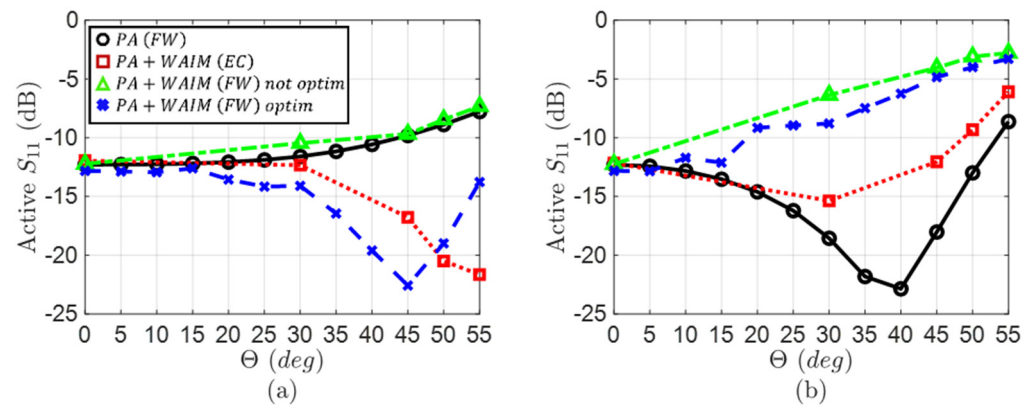 0
-5
-10
-15
-20
-25
Active S11 (dB)
PA (FW)
PA + WAIM (EC)
PA + WAIM (FW) not optim
PA + WAIM (FW) optim
0 5 10 15 20 25 30 35 40 45 50 55
Θ (deg)
(a)
0
-5
-10
-15
-20
-25
Active S11 (dB)
0 5 10 15 20 25 30 35 40 45 50 55
Θ (deg)
(b)